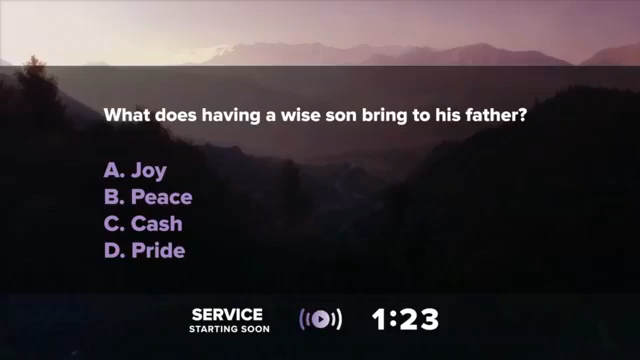 What does having a wise son bring to his father?
A. Joy
B. Peace
C. Cash
D. Pride
SERVICE
STARTING SOON
1:23